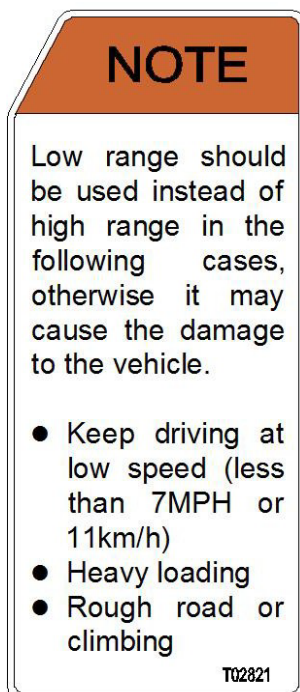 NOTE
Low range should
be used instead of
high range in the
following cases,
otherwise it may
cause the damage
to the vehicle.
● Keep driving at
low speed (less
than 7MPH or
11km/h)
● Heavy loading
● Rough road or
climbing
T02821